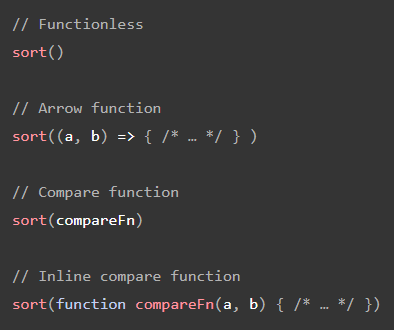 // Functionless
sort()
// Arrow function
sort((a, b) => { /* … */ } )
// Compare function
sort(compareFn)
// Inline compare function
sort(function compareFn(a, b) { /* … */ })